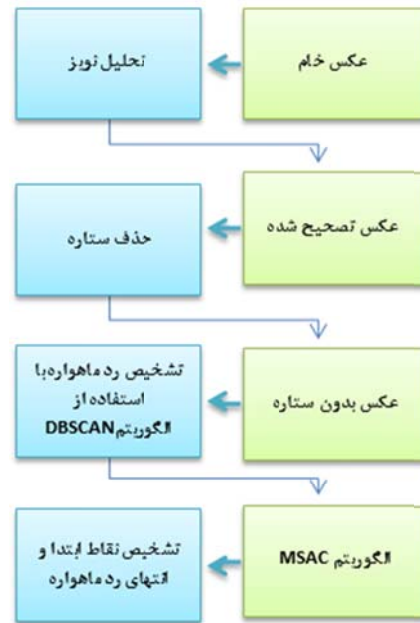 عکس خام
تحلیل نویز
عکس تصحیح شده
حذف ستاره
عکس بدون ستاره
تشخیص رد ماهواره با
استفاده از
الگوریتم DBSCAN
الگوریتم MSAC
تشخیص نقاط ابتدا و
انتهای رد ماهواره